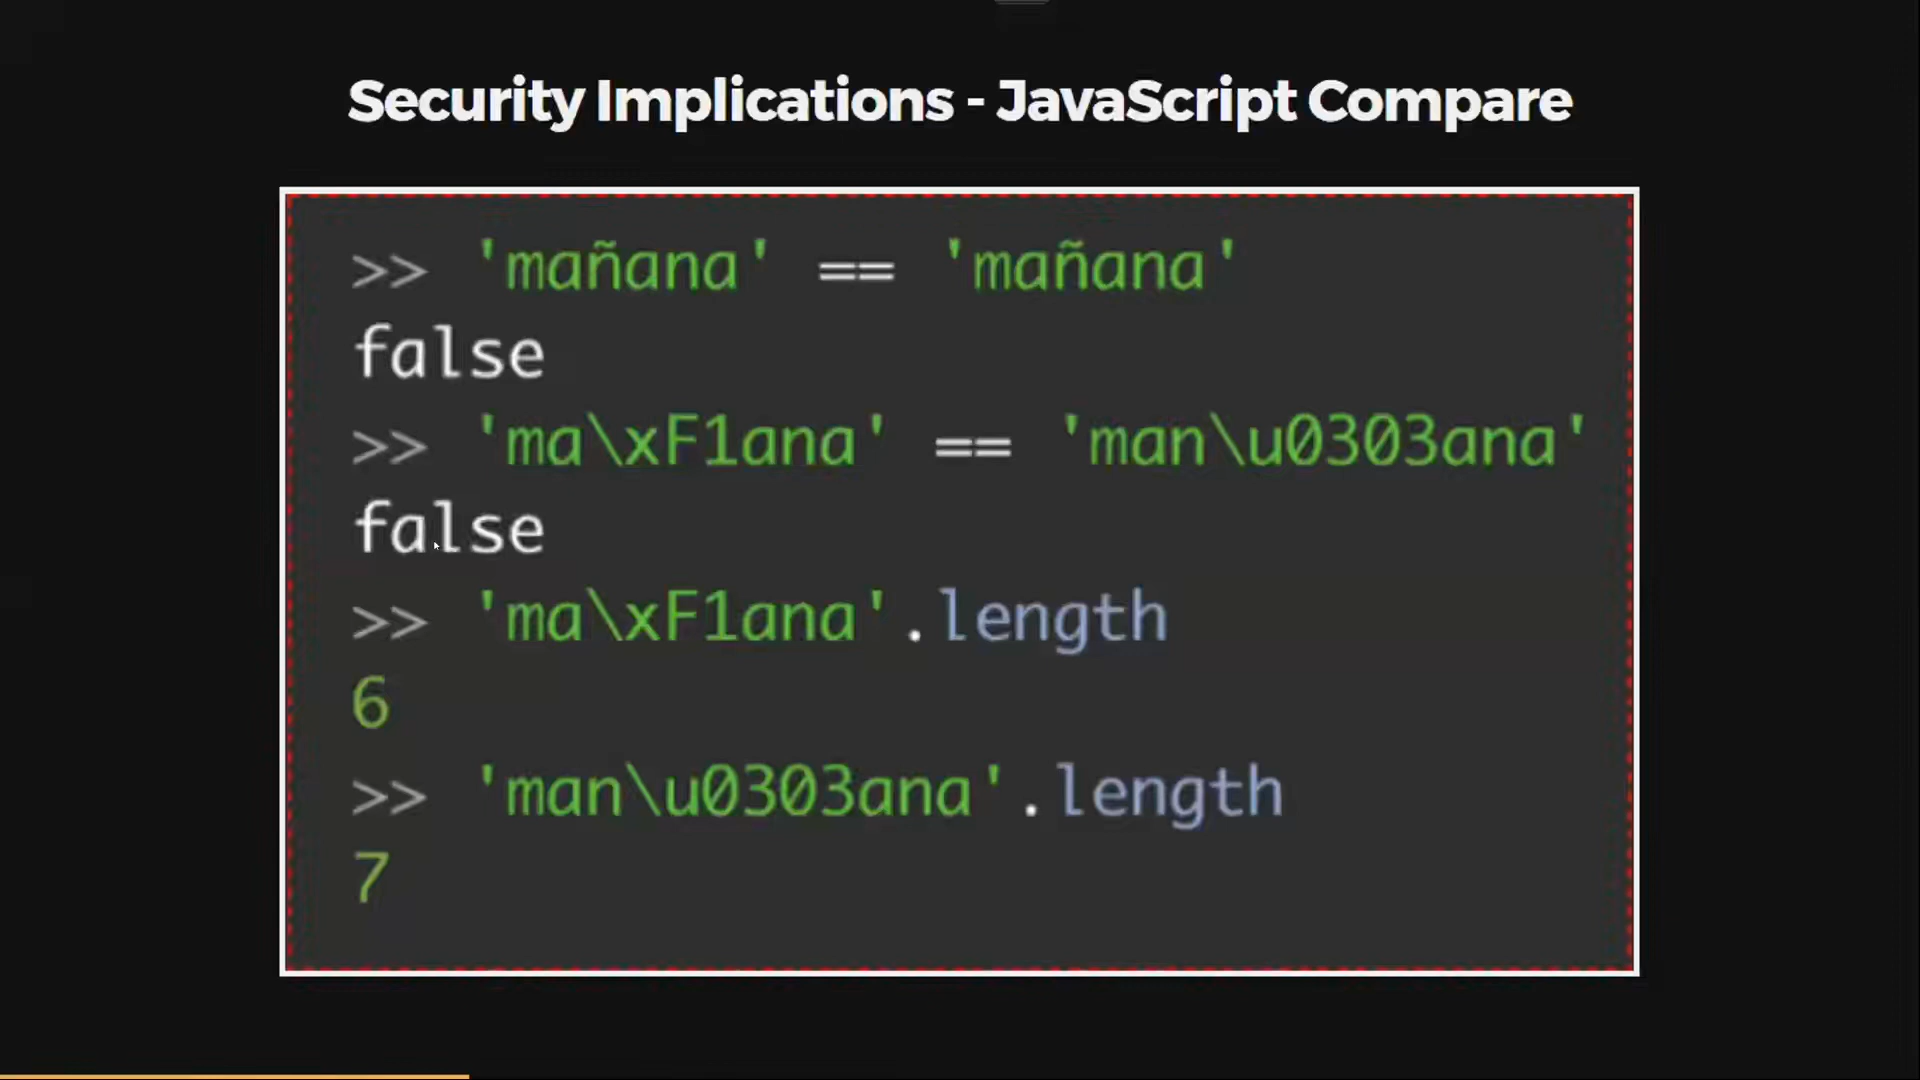 Security Implications - JavaScript Compare
>> 'mañana' == 'mañana'
false
>> 'ma\xF1ana' == 'man\u0303ana'
false
>> 'ma\xF1ana'.length
6
>> 'man\u0303ana'.length
7